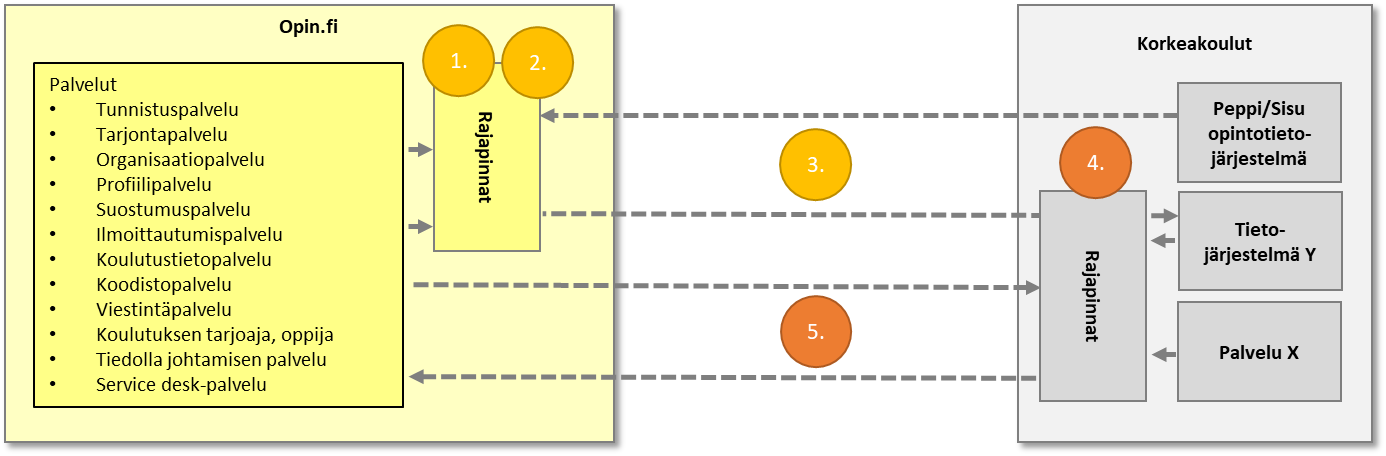 Opin.fi
Palvelut
• Tunnistuspalvelu
• Tarjontapalvelu
• Organisaatiopalvelu
• Profiilipalvelu
• Suostumuspalvelu
• Ilmoittautumispalvelu
• Koulutustietopalvelu
• Koodistopalvelu
• Viestintäpalvelu
• Koulutuksen tarjoaja, oppija
• Tiedolla johtamisen palvelu
• Service desk-palvelu
1.
2.
Rajapinnat
3.
5.
Korkeakoulut
4.
Rajapinnat
Peppi/Sisu
opintotieto-
järjestelmä
Tieto-
järjestelmä Y
Palvelu X